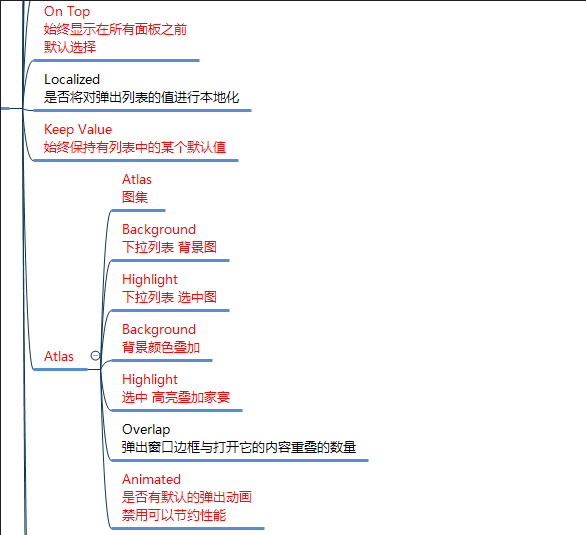 On Top
始终显示在所有面板之前
默认选择
Localized
是否将对弹出列表的值进行本地化
Keep Value
始终保持有列表中的某个默认值
Atlas
Atlas
图集
Background
下拉列表 背景图
Highlight
下拉列表 选中图
Background
背景颜色叠加
Highlight
选中 高亮叠加家宴
Overlap
弹出窗口边框与打开它的内容重叠的数量
Animated
是否有默认的弹出动画
禁用可以节约性能